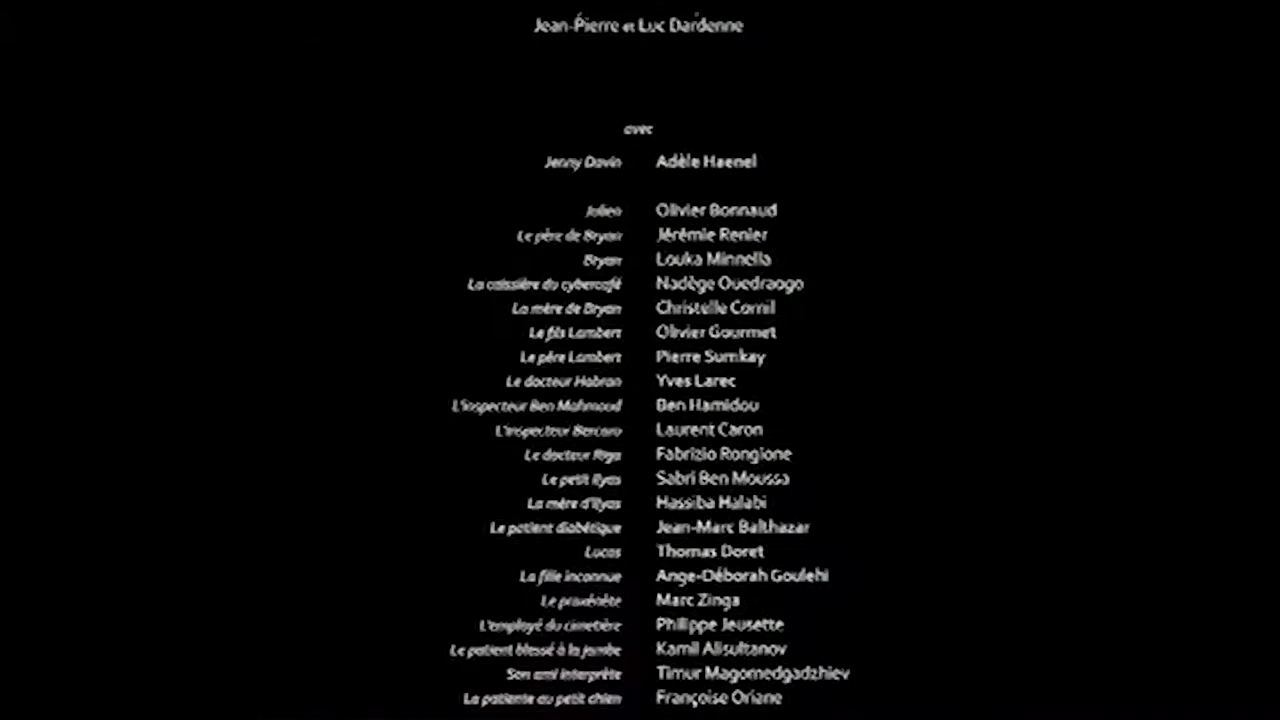 Jean-Pierre et Luc Dardenne
avec
Jenny Davin Adèle Haenel
Julien Olivier Bonnaud
Le père de Bryan Jérémie Renier
Bryan Louka Minnella
La caissière du cybercafé Nadège Ouedraogo
La mère de Bryan Christelle Cornil
Le fils Lambert Olivier Gourmet
Le père Lambert Pierre Sumkay
Le docteur Habran Yves Larec
L'inspecteur Ben Mahmoud Ben Hamidou
L'inspecteur Bercaro Laurent Caron
Le docteur Riga Fabrizio Rongione
Le petit Ilyas Sabri Ben Moussa
La mère d'Ilyas Hassiba Halabi
Le patient diabétique Jean-Marc Balthazar
Lucas Thomas Doret
La fille inconnue Ange-Déborah Goulehi
Le proxénète Marc Zinga
L'employé du cimetière Philippe Jeusette
Le patient blessé à la jambe Kamil Alisultanov
Son ami interprète Timur Magomedgadzhiev
La patiente au petit chien Françoise Oriane